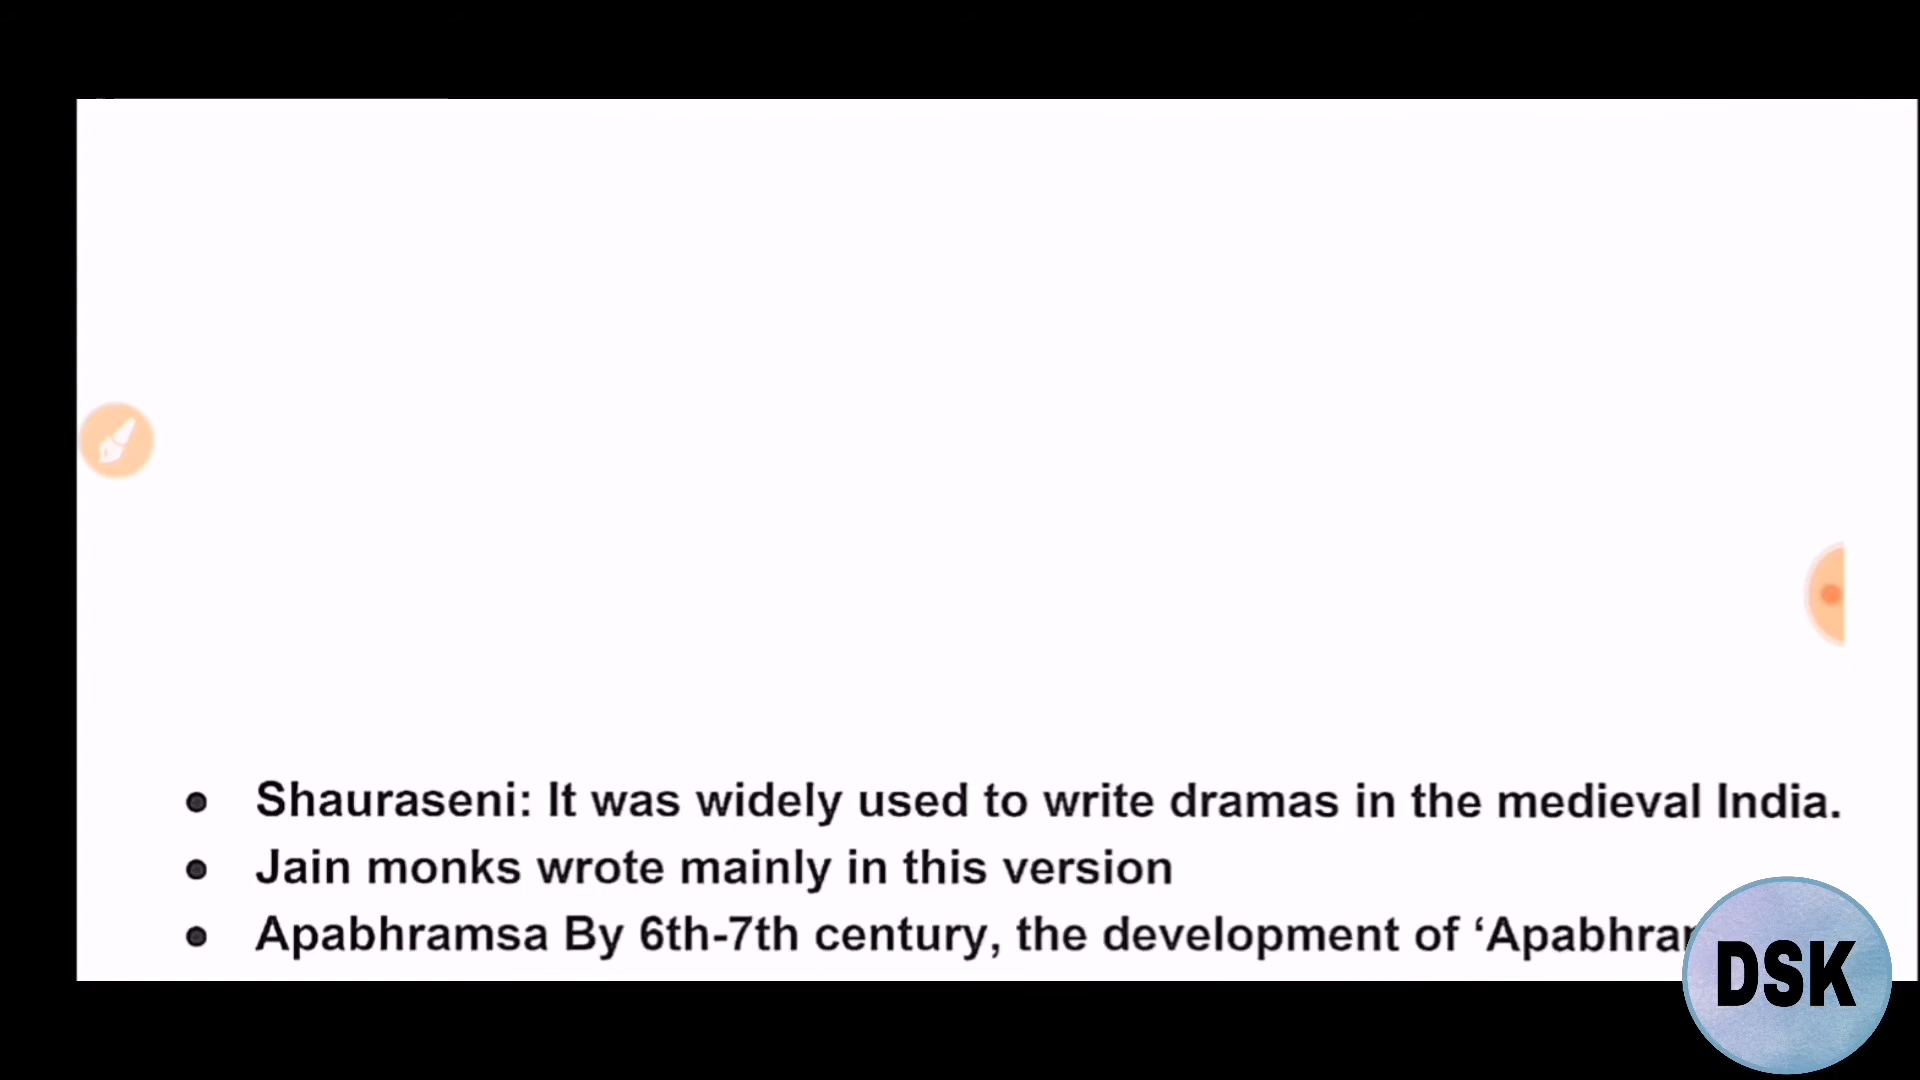 Shauraseni: It was widely used to write dramas in the medieval India.
Jain monks wrote mainly in this version
Apabhramsa By 6th-7th century, the development of ‘Apabhra
DSK